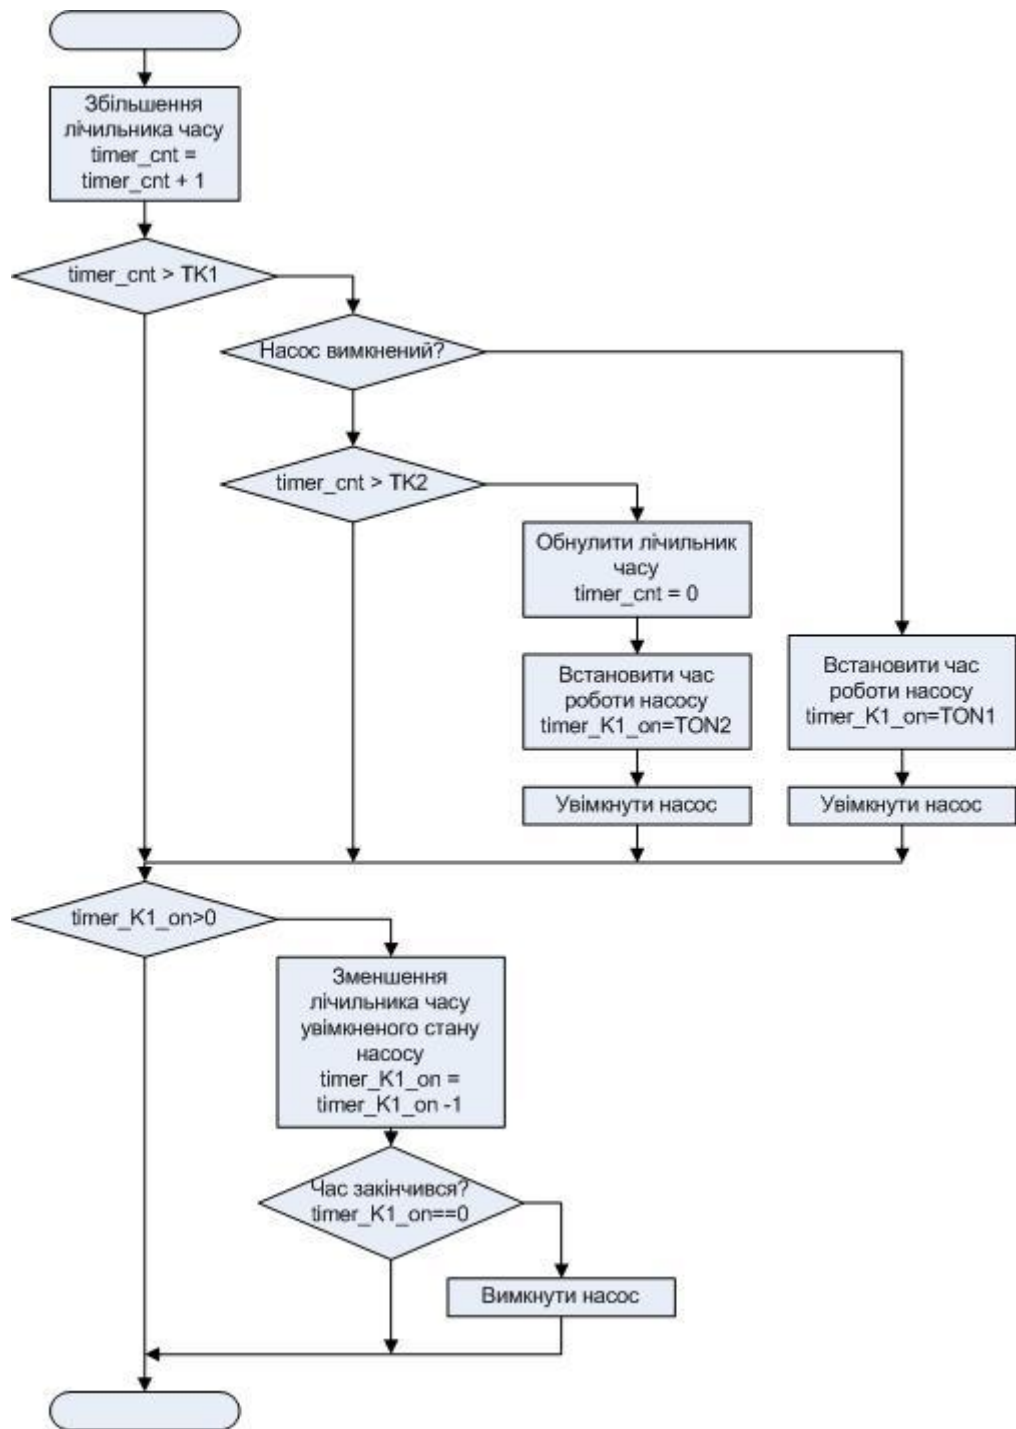 Збільшення
лічильника часу
timer_cnt =
timer_cnt + 1
timer_cnt > TK1
Насос вимкнений?
timer_cnt > TK2
Обнулити лічильник
часу
timer_cnt = 0
Встановити час
роботи насосу
timer_K1_on=TON2
Встановити час
роботи насосу
timer_K1_on=TON1
Увімкнути насос
Увімкнути насос
timer_K1_on>0
Зменшення
лічильника часу
увімкненого стану
насосу
timer_K1_on =
timer_K1_on -1
Час закінчився?
timer_K1_on==0
Вимкнути насос